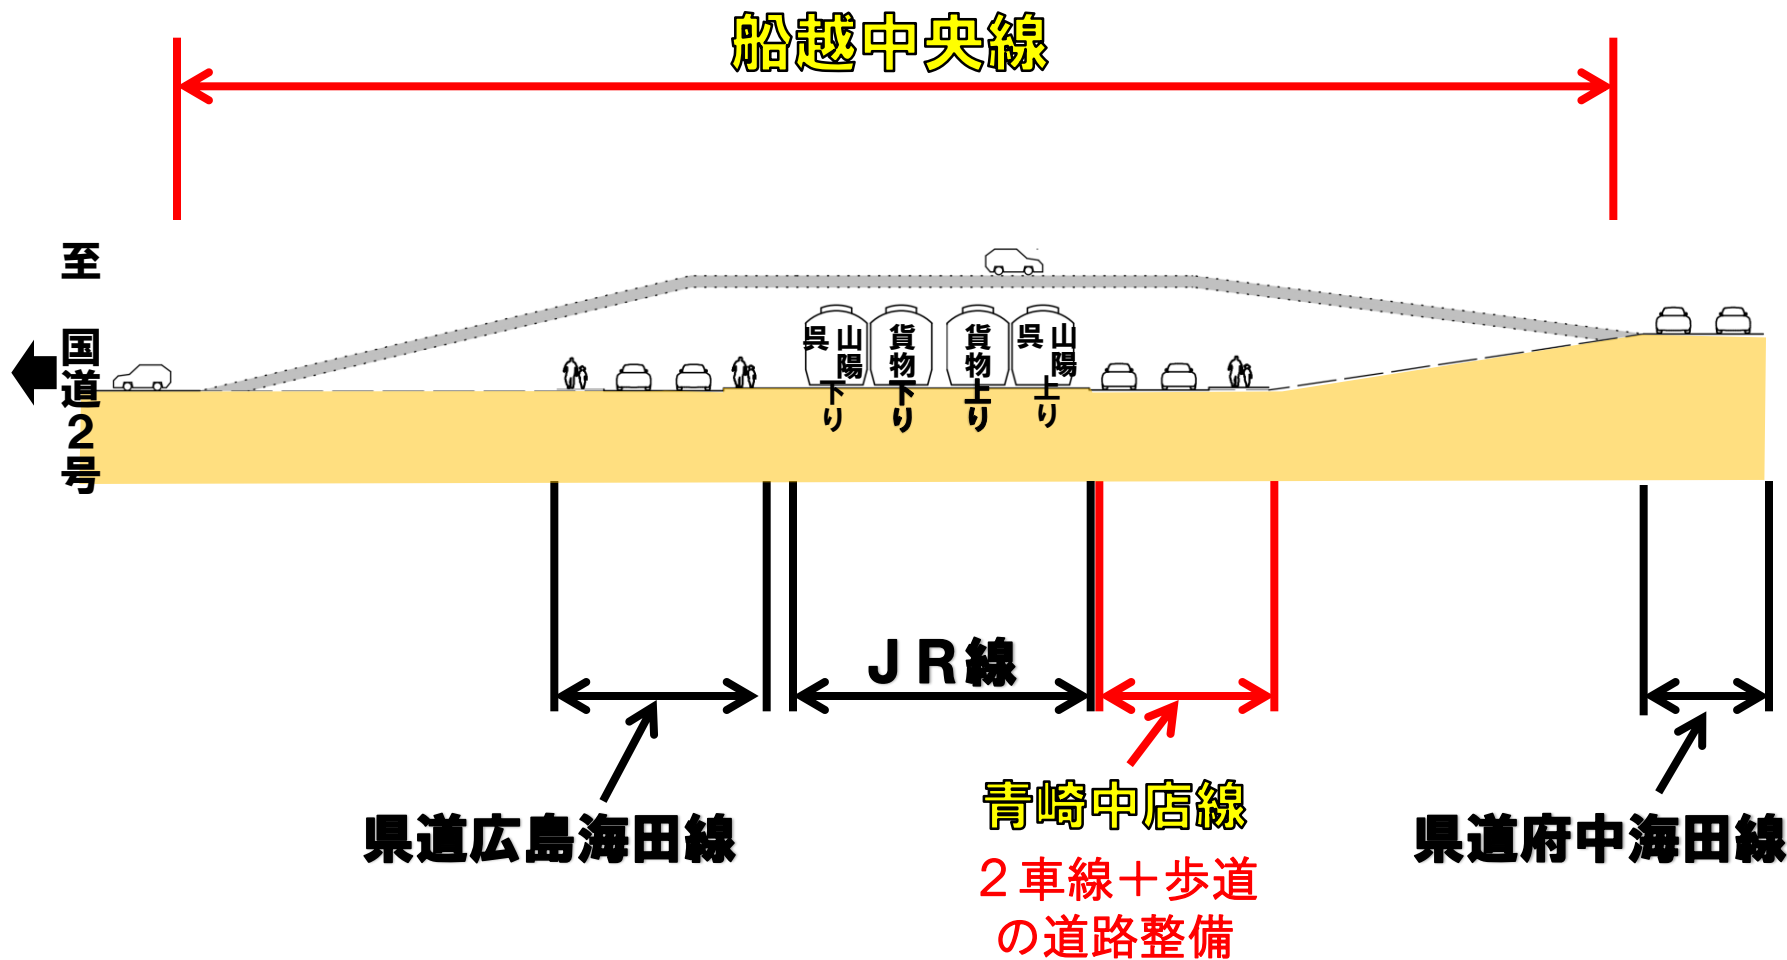 船越中央線
至 国道２号
呉 山陽 下り
貨物 下り
貨物 上り
呉 山陽 上り
ＪＲ線
青崎中店線
県道広島海田線
県道府中海田線
２車線＋歩道
の道路整備